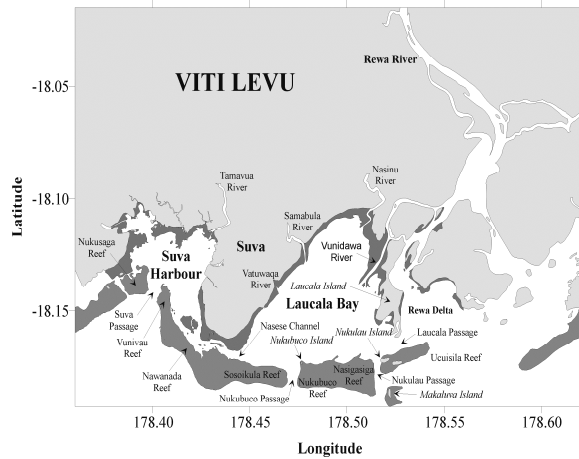 Rewa River
-18.05
VITI LEVU
Tamavua
River
Nasinu
River
-18.10
Latitude
Samabula
River
Nukusaga
Reef
Suva
Harbour
Suva
Vunidawa
River
Vatuwaqa
River
Laucala Island
Laucala Bay
Rewa Delta
-18.15
Suva
Passage
Nasese Channel
Nukubuco Island
Nukulau Island
Laucala Passage
Vunivau
Reef
Ucuisila Reef
Nawanada
Reef
Sosoikula Reef
Nasigasiga
Reef
Nukubuco
Reef
Nukulau Passage
Nukubuco Passage
Makaluva Island
178.40
178.45
178.50
178.55
178.60
Longitude